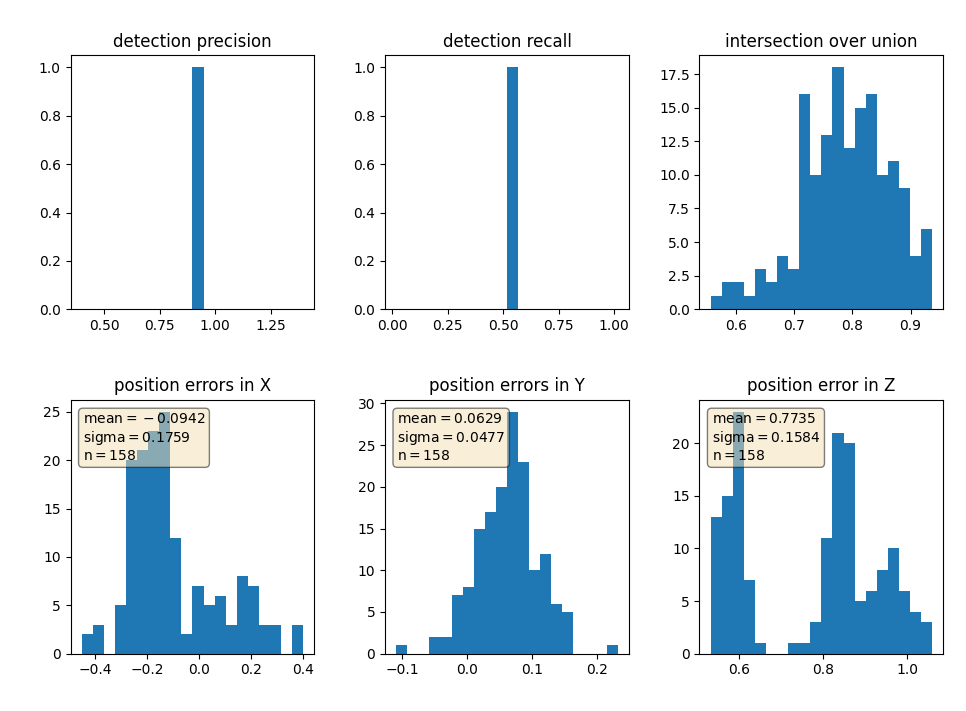 detection precision
1.0
0.8
0.6
0.4
0.2
0.0
0.50 0.75 1.00 1.25
detection recall
1.0
0.8
0.6
0.4
0.2
0.0
0.00 0.25 0.50 0.75 1.00
intersection over union
17.5
15.0
12.5
10.0
7.5
5.0
2.5
0.0
0.6 0.7 0.8 0.9
position errors in X
mean = −0.0942
sigma = 0.1759
n = 158
25
20
15
10
5
0
−0.4 −0.2 0.0 0.2 0.4
position errors in Y
mean = 0.0629
sigma = 0.0477
n = 158
30
25
20
15
10
5
0
−0.1 0.0 0.1 0.2
position error in Z
mean = 0.7735
sigma = 0.1584
n = 158
20
15
10
5
0
0.6 0.8 1.0